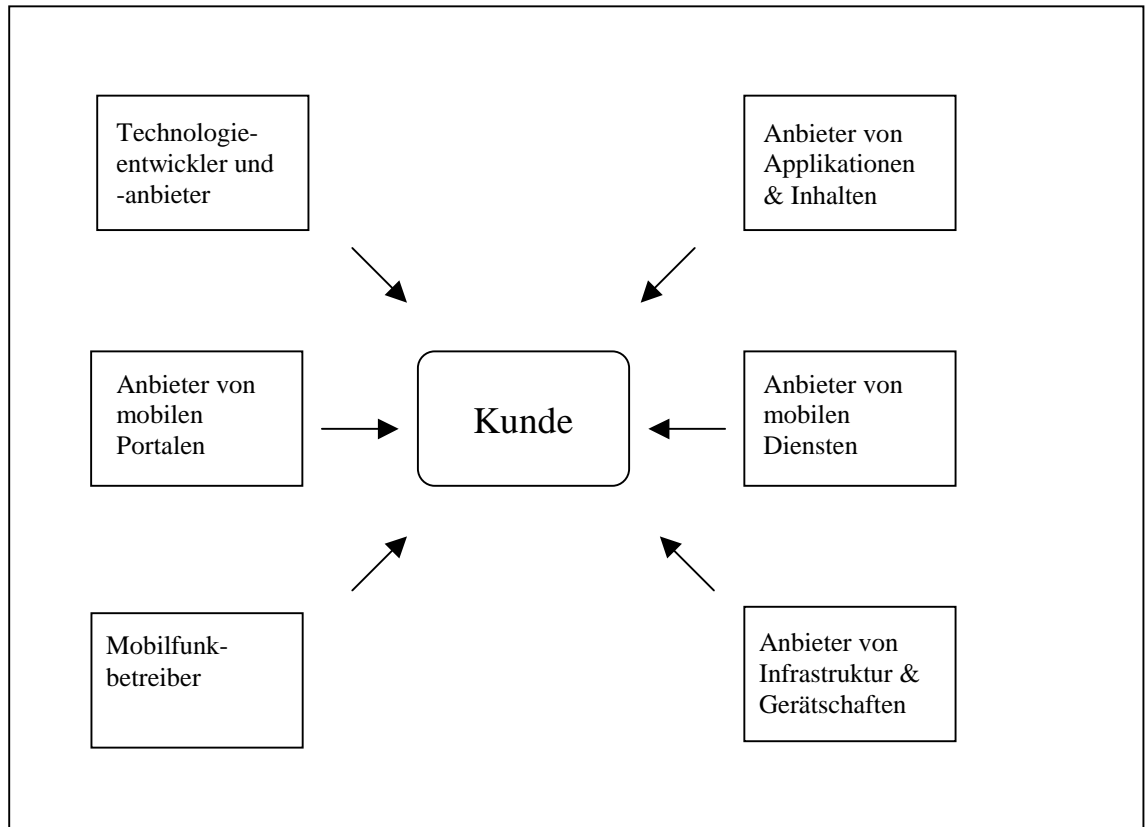 Technologie-
entwickler und
-anbieter
Anbieter von
Applikationen
& Inhalten
Anbieter von
mobilen
Portalen
Kunde
Anbieter von
mobilen
Diensten
Mobilfunk-
betreiber
Anbieter von
Infrastruktur &
Gerätschaften